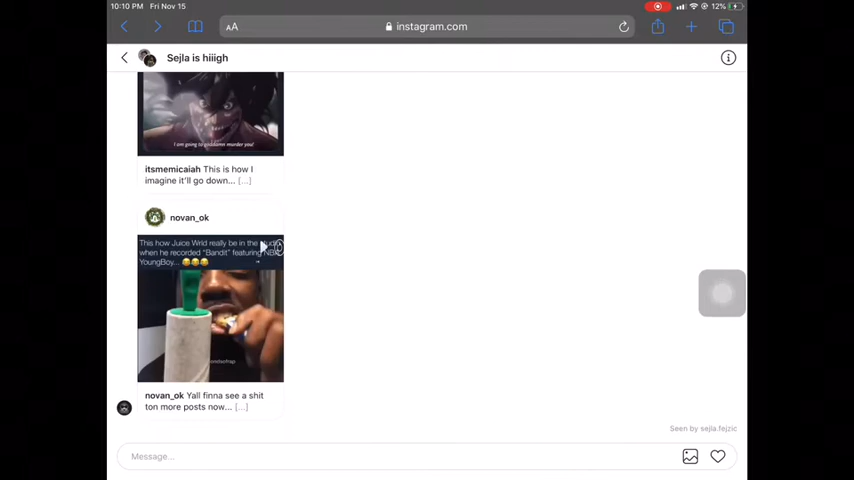 10:10 PM Fri Nov 15
12%
AA
instagram.com
Sejla is hiiigh
I am going to goddamn murder you!
itsmemicaiah This is how I
imagine it'll go down... [...]
novan_ok
This how Juice Wrld really be in the studio
when he recorded "Bandit" featuring NBA
YoungBoy... 😂😂😂
novan_ok Yall finna see a shit
ton more posts now... [...]
Seen by sejla.fejzic
Message...